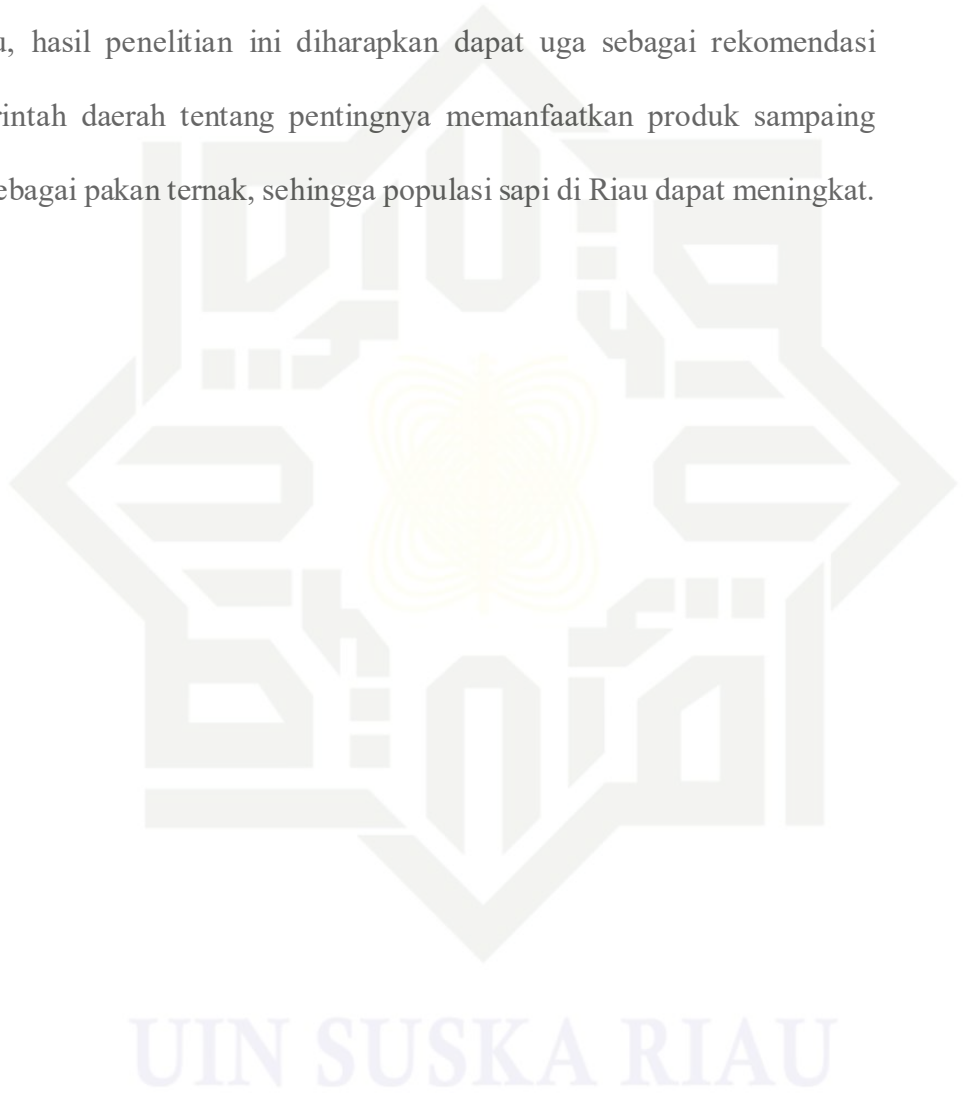 u, hasil penelitian ini diharapkan dapat uga sebagai rekomendasi
rintah daerah tentang pentingnya memanfaatkan produk sampaing
ebagai pakan ternak, sehingga populasi sapi di Riau dapat meningkat.
UIN SUSKA RIAU